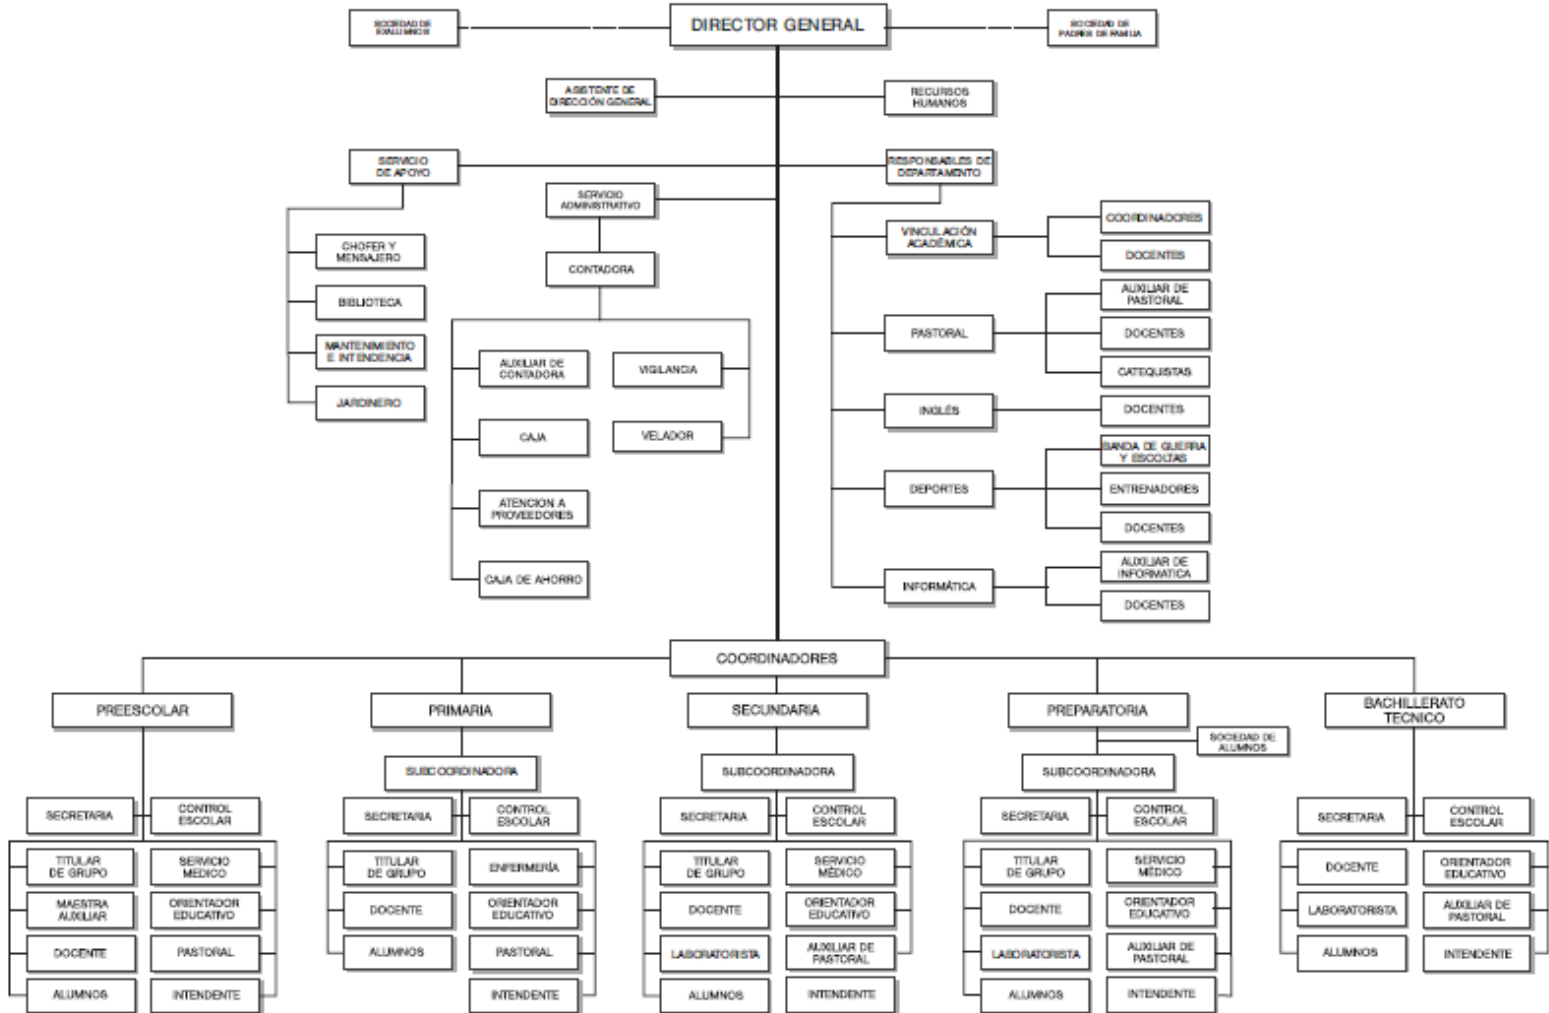 SOCIEDAD DE
EXALUMNOS
DIRECTOR GENERAL
SOCIEDAD DE
PADRES DE FAMILIA
ASISTENTE DE
DIRECCIÓN GENERAL
RECURSOS
HUMANOS
SERVICIO
DE APOYO
RESPONSABLES DE
DEPARTAMENTO
SERVICIO
ADMINISTRATIVO
CHOFER Y
MENSAJERO
BIBLIOTECA
MANTENIMIENTO
E INTENDENCIA
JARDINERO
CONTADORA
AUXILIAR DE
CONTADORA
CAJA
ATENCION A
PROVEEDORES
CAJA DE AHORRO
VIGILANCIA
VELADOR
VINCULACIÓN
ACADÉMICA
COORDINADORES
DOCENTES
PASTORAL
AUXILIAR DE
PASTORAL
DOCENTES
CATEQUISTAS
INGLÉS
DOCENTES
DEPORTES
BANDA DE GUERRA
Y ESCOLTAS
ENTRENADORES
DOCENTES
INFORMÁTICA
AUXILIAR DE
INFORMATICA
DOCENTES
COORDINADORES
PREESCOLAR
SECRETARIA
CONTROL
ESCOLAR
TITULAR
DE GRUPO
SERVICIO
MEDICO
MAESTRA
AUXILIAR
ORIENTADOR
EDUCATIVO
DOCENTE
PASTORAL
ALUMNOS
INTENDENTE
PRIMARIA
SUBCOORDINADORA
SECRETARIA
CONTROL
ESCOLAR
TITULAR
DE GRUPO
ENFERMERÍA
DOCENTE
ORIENTADOR
EDUCATIVO
ALUMNOS
PASTORAL
INTENDENTE
SECUNDARIA
SUBCOORDINADORA
SECRETARIA
CONTROL
ESCOLAR
TITULAR
DE GRUPO
SERVICIO
MÉDICO
DOCENTE
ORIENTADOR
EDUCATIVO
LABORATORISTA
AUXILIAR DE
PASTORAL
ALUMNOS
INTENDENTE
PREPARATORIA
SOCIEDAD DE
ALUMNOS
SUBCOORDINADORA
SECRETARIA
CONTROL
ESCOLAR
TITULAR
DE GRUPO
SERVICIO
MÉDICO
DOCENTE
ORIENTADOR
EDUCATIVO
LABORATORISTA
AUXILIAR DE
PASTORAL
ALUMNOS
INTENDENTE
BACHILLERATO
TECNICO
SECRETARIA
CONTROL
ESCOLAR
DOCENTE
ORIENTADOR
EDUCATIVO
LABORATORISTA
AUXILIAR DE
PASTORAL
ALUMNOS
INTENDENTE